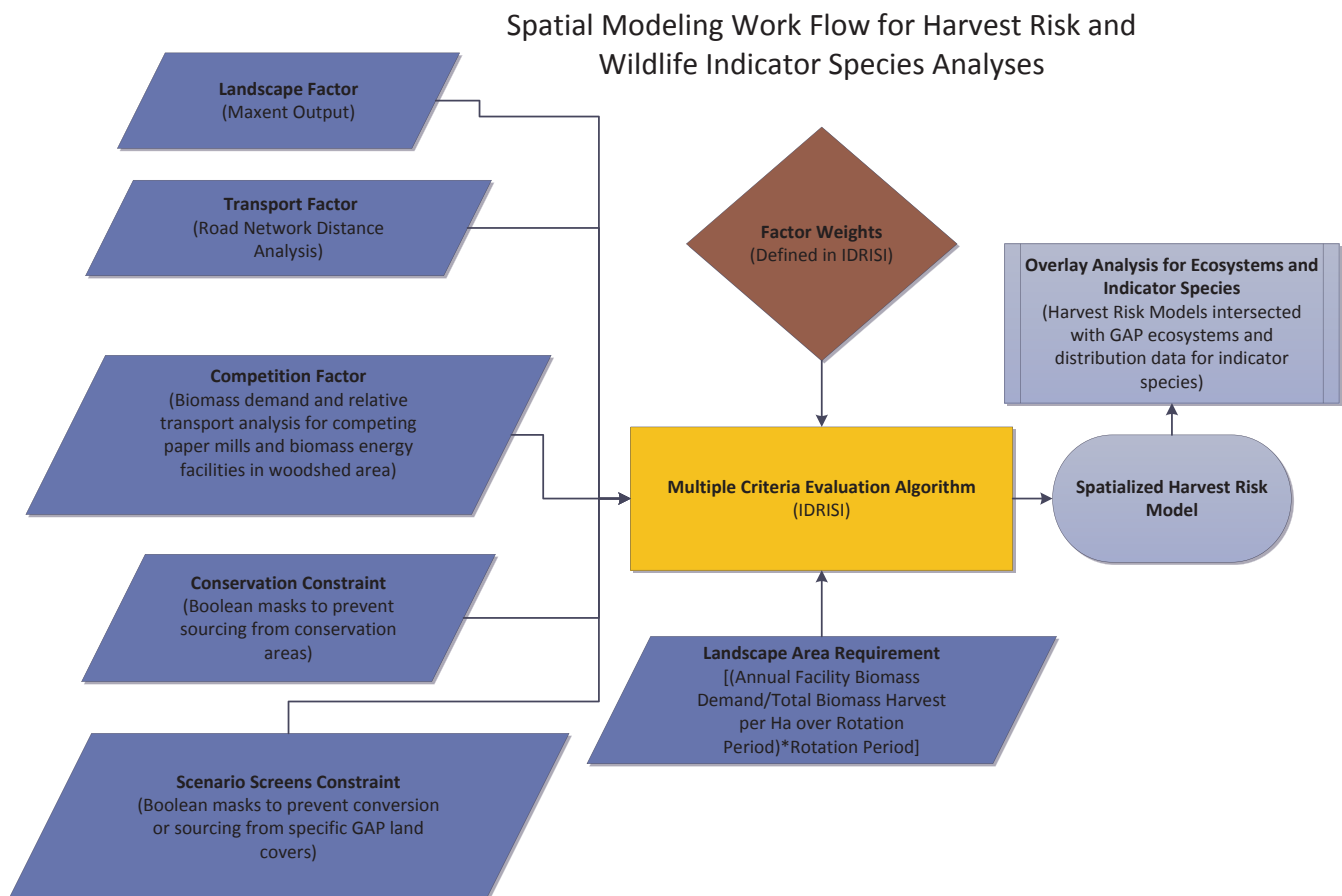 Spatial Modeling Work Flow for Harvest Risk and
Wildlife Indicator Species Analyses
Landscape Factor
(Maxent Output)
Transport Factor
(Road Network Distance
Analysis)
Competition Factor
(Biomass demand and relative
transport analysis for competing
paper mills and biomass energy
facilities in woodshed area)
Conservation Constraint
(Boolean masks to prevent
sourcing from conservation
areas)
Scenario Screens Constraint
(Boolean masks to prevent conversion
or sourcing from specific GAP land
covers)
Factor Weights
(Defined in IDRISI)
Multiple Criteria Evaluation Algorithm
(IDRISI)
Landscape Area Requirement
[(Annual Facility Biomass
Demand/Total Biomass Harvest
per Ha over Rotation
Period)*Rotation Period]
Overlay Analysis for Ecosystems and
Indicator Species
(Harvest Risk Models intersected
with GAP ecosystems and
distribution data for indicator
species)
Spatialized Harvest Risk
Model